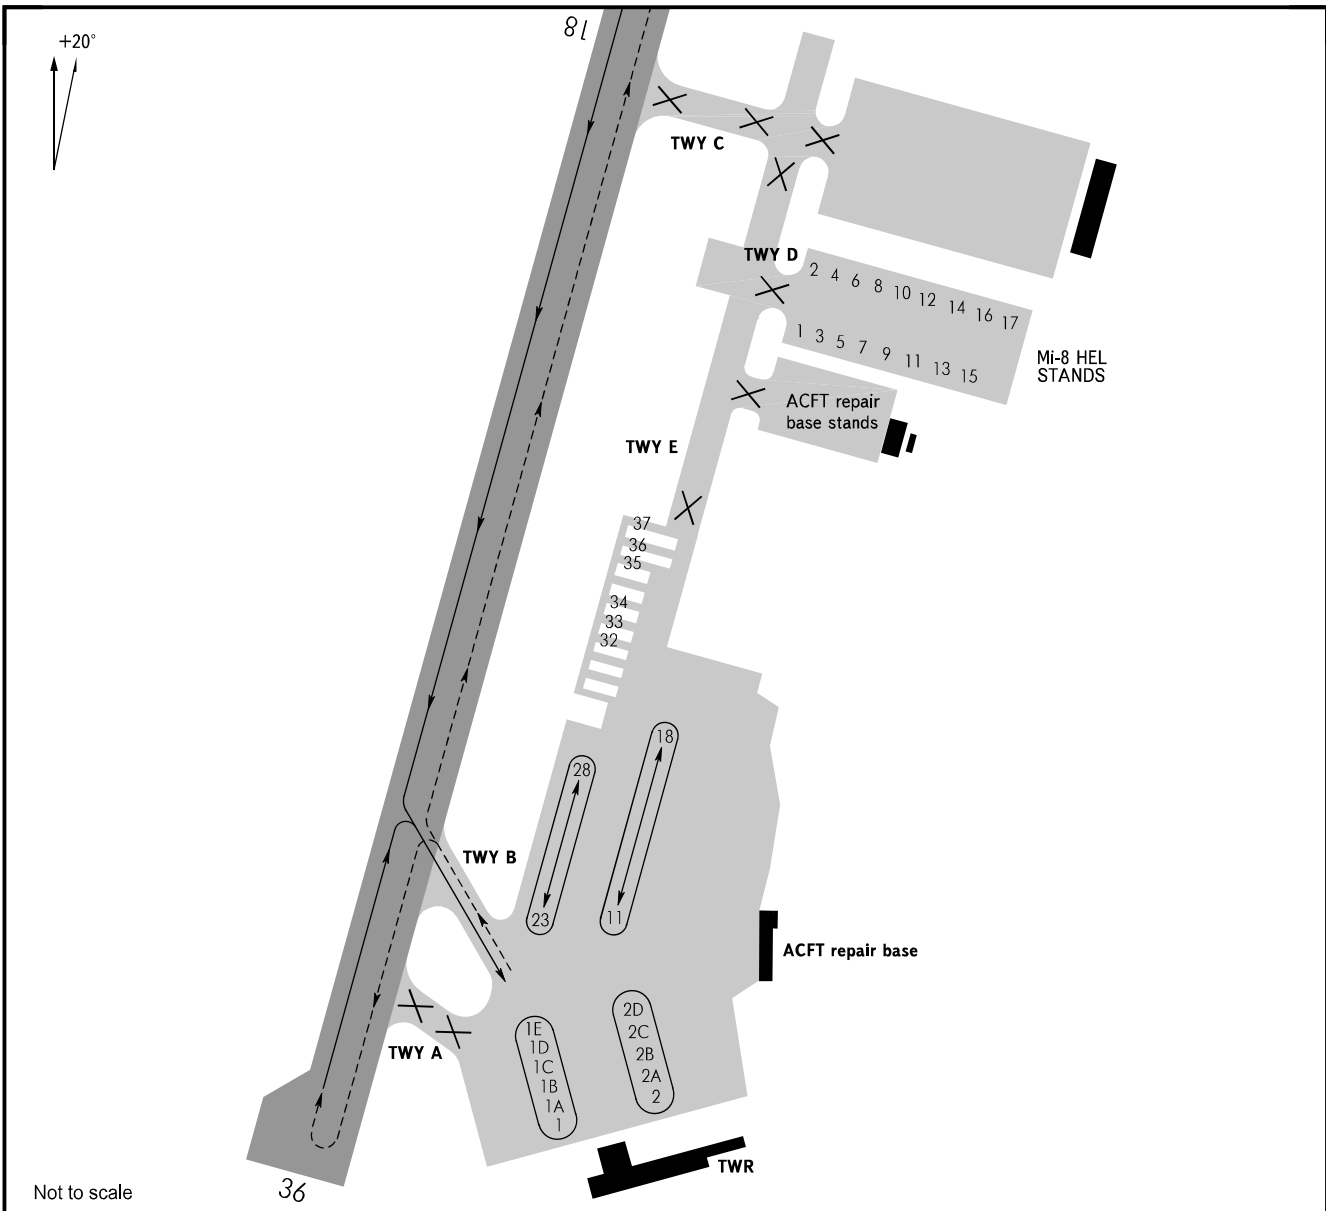 18
+20°
TWY C
TWY D
2 4 6 8 10 12 14 16 17
1 3 5 7 9 11 13 15
Mi-8 HEL
STANDS
ACFT repair
base stands
TWY E
37
36
35
34
33
32
18
28
TWY B
23
11
ACFT repair base
2D
2C
2B
2A
2
1E
1D
1C
1B
1A
1
TWY A
TWR
36
Not to scale